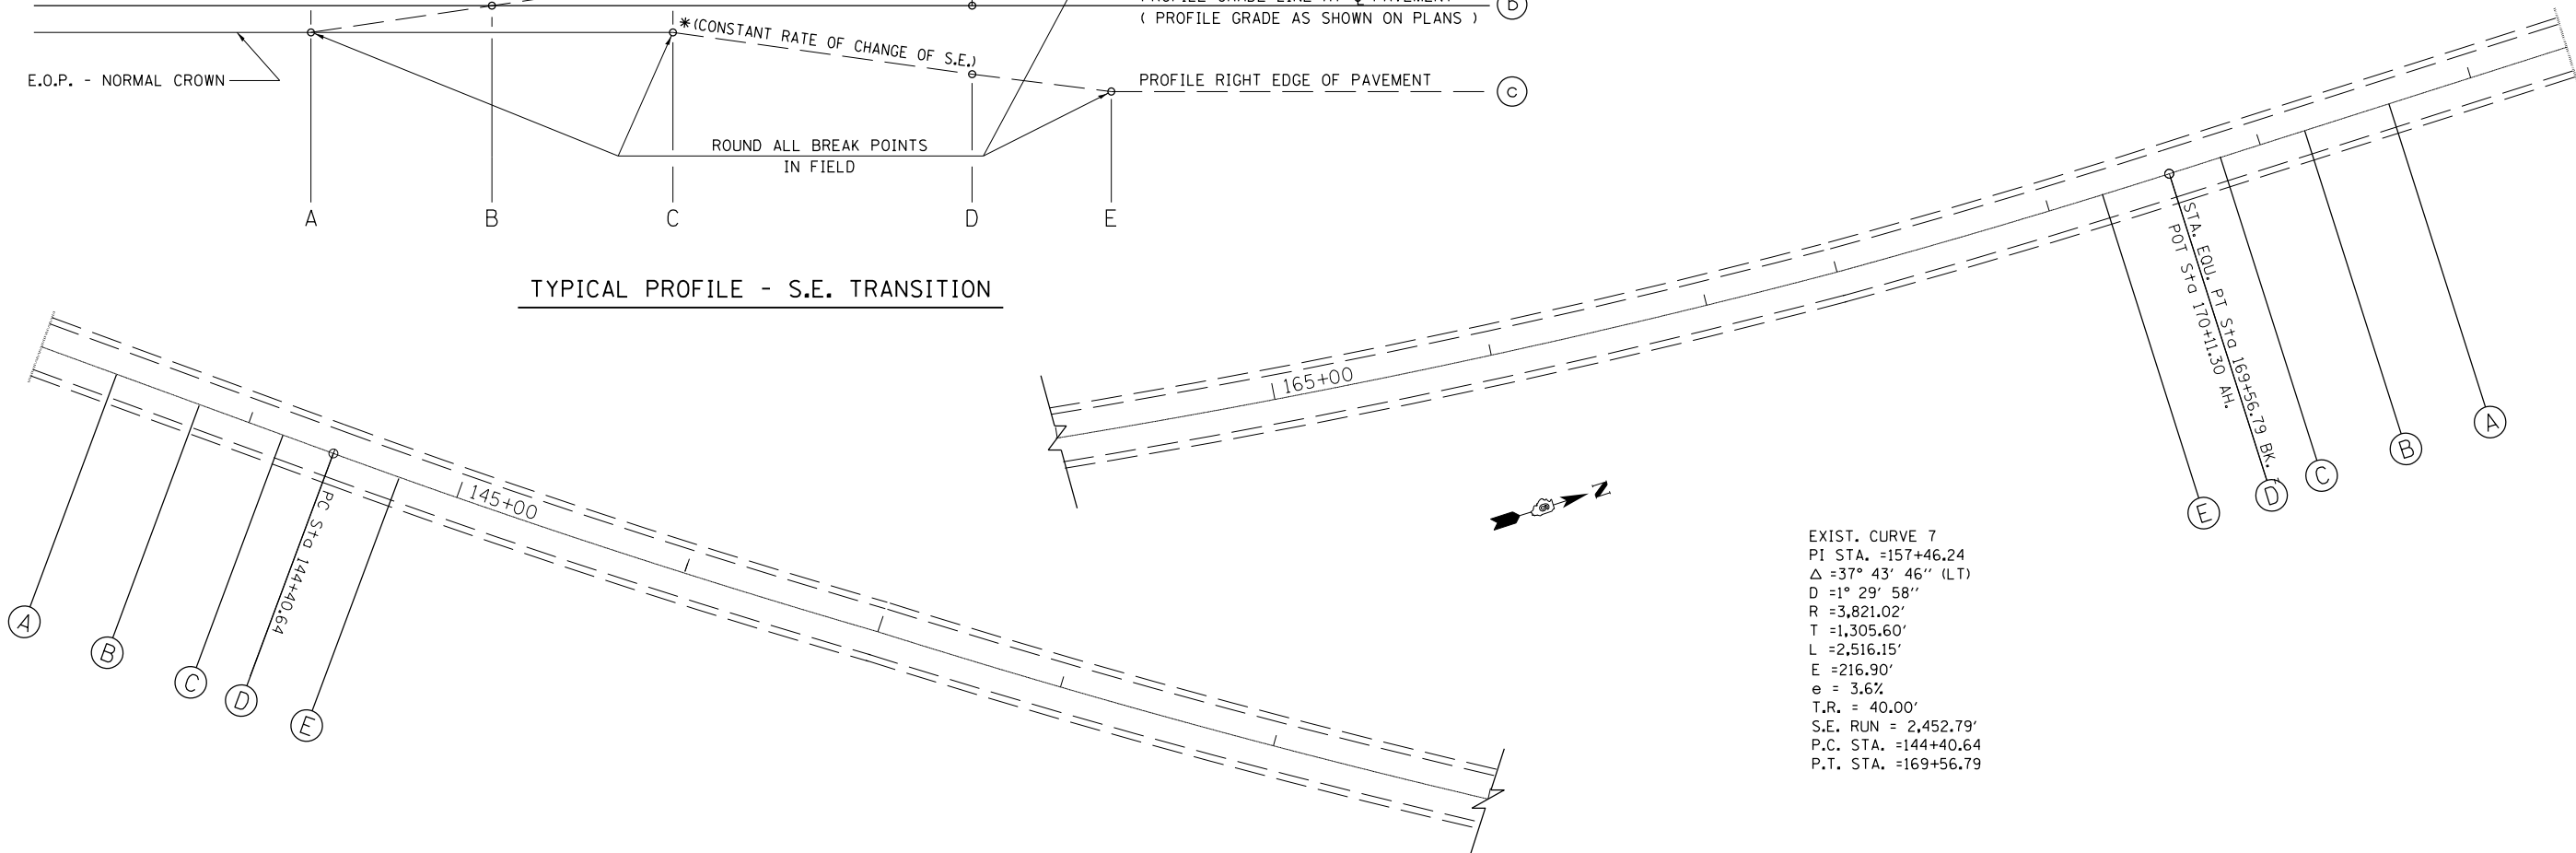 ( PROFILE GRADE AS SHOWN ON PLANS )
b
*(CONSTANT RATE OF CHANGE OF S.E.)
E.O.P. - NORMAL CROWN
PROFILE RIGHT EDGE OF PAVEMENT
c
ROUND ALL BREAK POINTS
IN FIELD
A
B
C
D
E
TYPICAL PROFILE - S.E. TRANSITION
165+00
STA. EQU. PT Sta 169+56.79 BK.
POT Sta 170+11.30 AH.
E
D
C
B
A
145+00
PC Sta 144+40.64
A
B
C
D
E
N
EXIST. CURVE 7
PI STA. =157+46.24
Δ =37° 43' 46'' (LT)
D =1° 29' 58''
R =3,821.02'
T =1,305.60'
L =2,516.15'
E =216.90'
e = 3.6%
T.R. = 40.00'
S.E. RUN = 2,452.79'
P.C. STA. =144+40.64
P.T. STA. =169+56.79